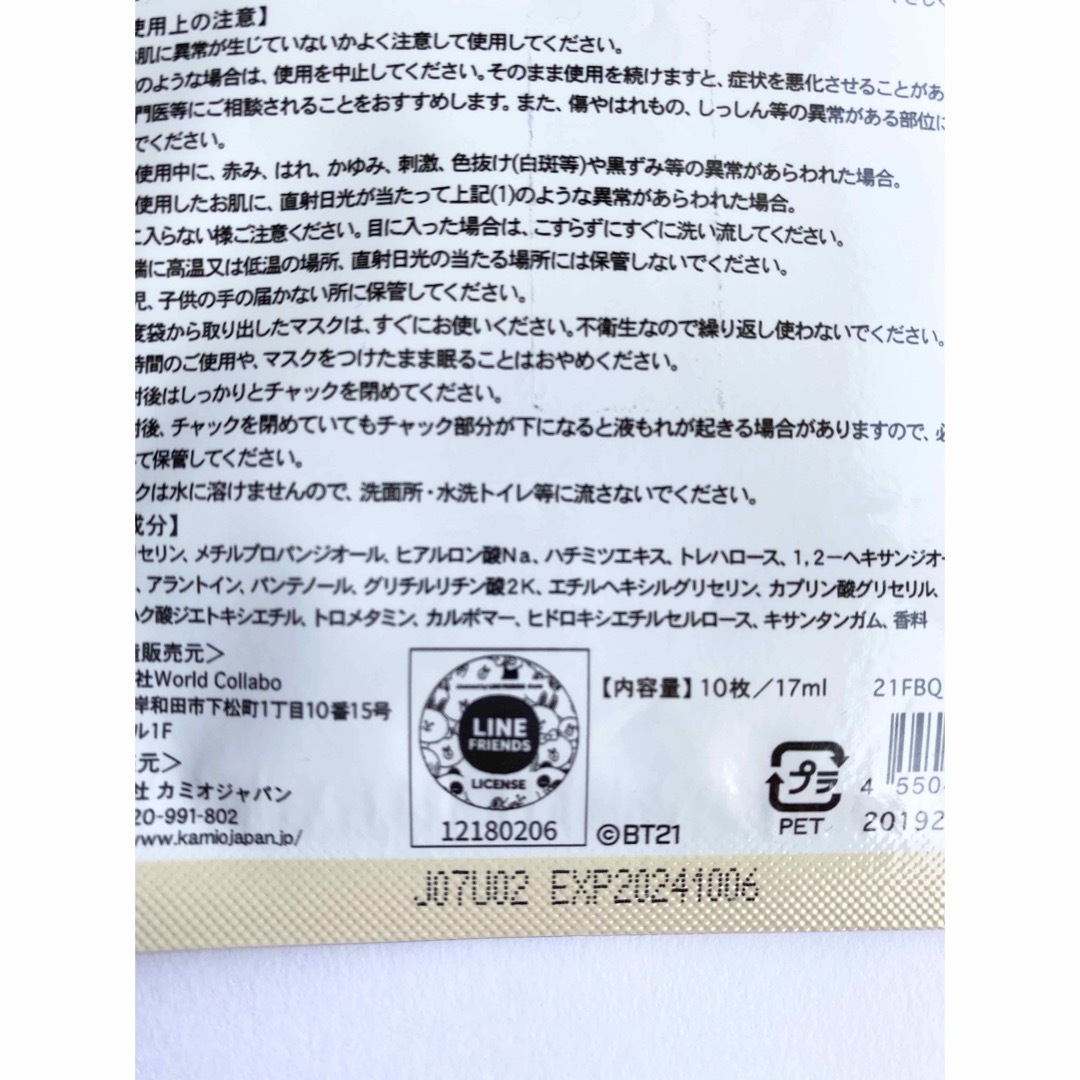 使用上の注意】
お肌に異常が生じていないかよく注意して使用してください。
のような場合は、使用を中止してください。そのまま使用を続けますと、症状を悪化させることがあ
門医等にご相談されることをおすすめします。また、傷やはれもの、しっしん等の異常がある部位に
でください。
使用中に、赤み、はれ、かゆみ、刺激、色抜け(白斑等)や黒ずみ等の異常があらわれた場合。
使用したお肌に、直射日光が当たって上記(1)のような異常があらわれた場合。
に入らない様ご注意ください。目に入った場合は、こすらずにすぐに洗い流してください。
端に高温又は低温の場所、直射日光の当たる場所には保管しないでください。
児、子供の手の届かない所に保管してください。
度袋から取り出したマスクは、すぐにお使いください。不衛生なので繰り返し使わないでください。
時間のご使用や、マスクをつけたまま眠ることはおやめください。
封後はしっかりとチャックを閉めてください。
封後、チャックを閉めていてもチャック部分が下になると液もれが起きる場合がありますので、必
て保管してください。
クは水に溶けませんので、洗面所・水洗トイレ等に流さないでください。
成分】
セリン、メチルプロパンジオール、ヒアルロン酸Na、ハチミツエキス、トレハロース、1,2−ヘキサンジオー
、アラントイン、パンテノール、グリチルリチン酸2K、エチルヘキシルグリセリン、カプリン酸グリセリル、
ハク酸ジエトキシエチル、トロメタミン、カルボマー、ヒドロキシエチルセルロース、キサンタンガム、香料
販売元＞
社World Collabo
岸和田市下松町1丁目10番15号
ル1F
元＞
社 カミオジャパン
20-991-802
www.kamiojapan.jp/
LINE
FRIENDS
LICENSE
12180206
【内容量】10枚／17ml
21FBQ
©BT21
プラ
PET
4 550
20192
J07U02 EXP20241006